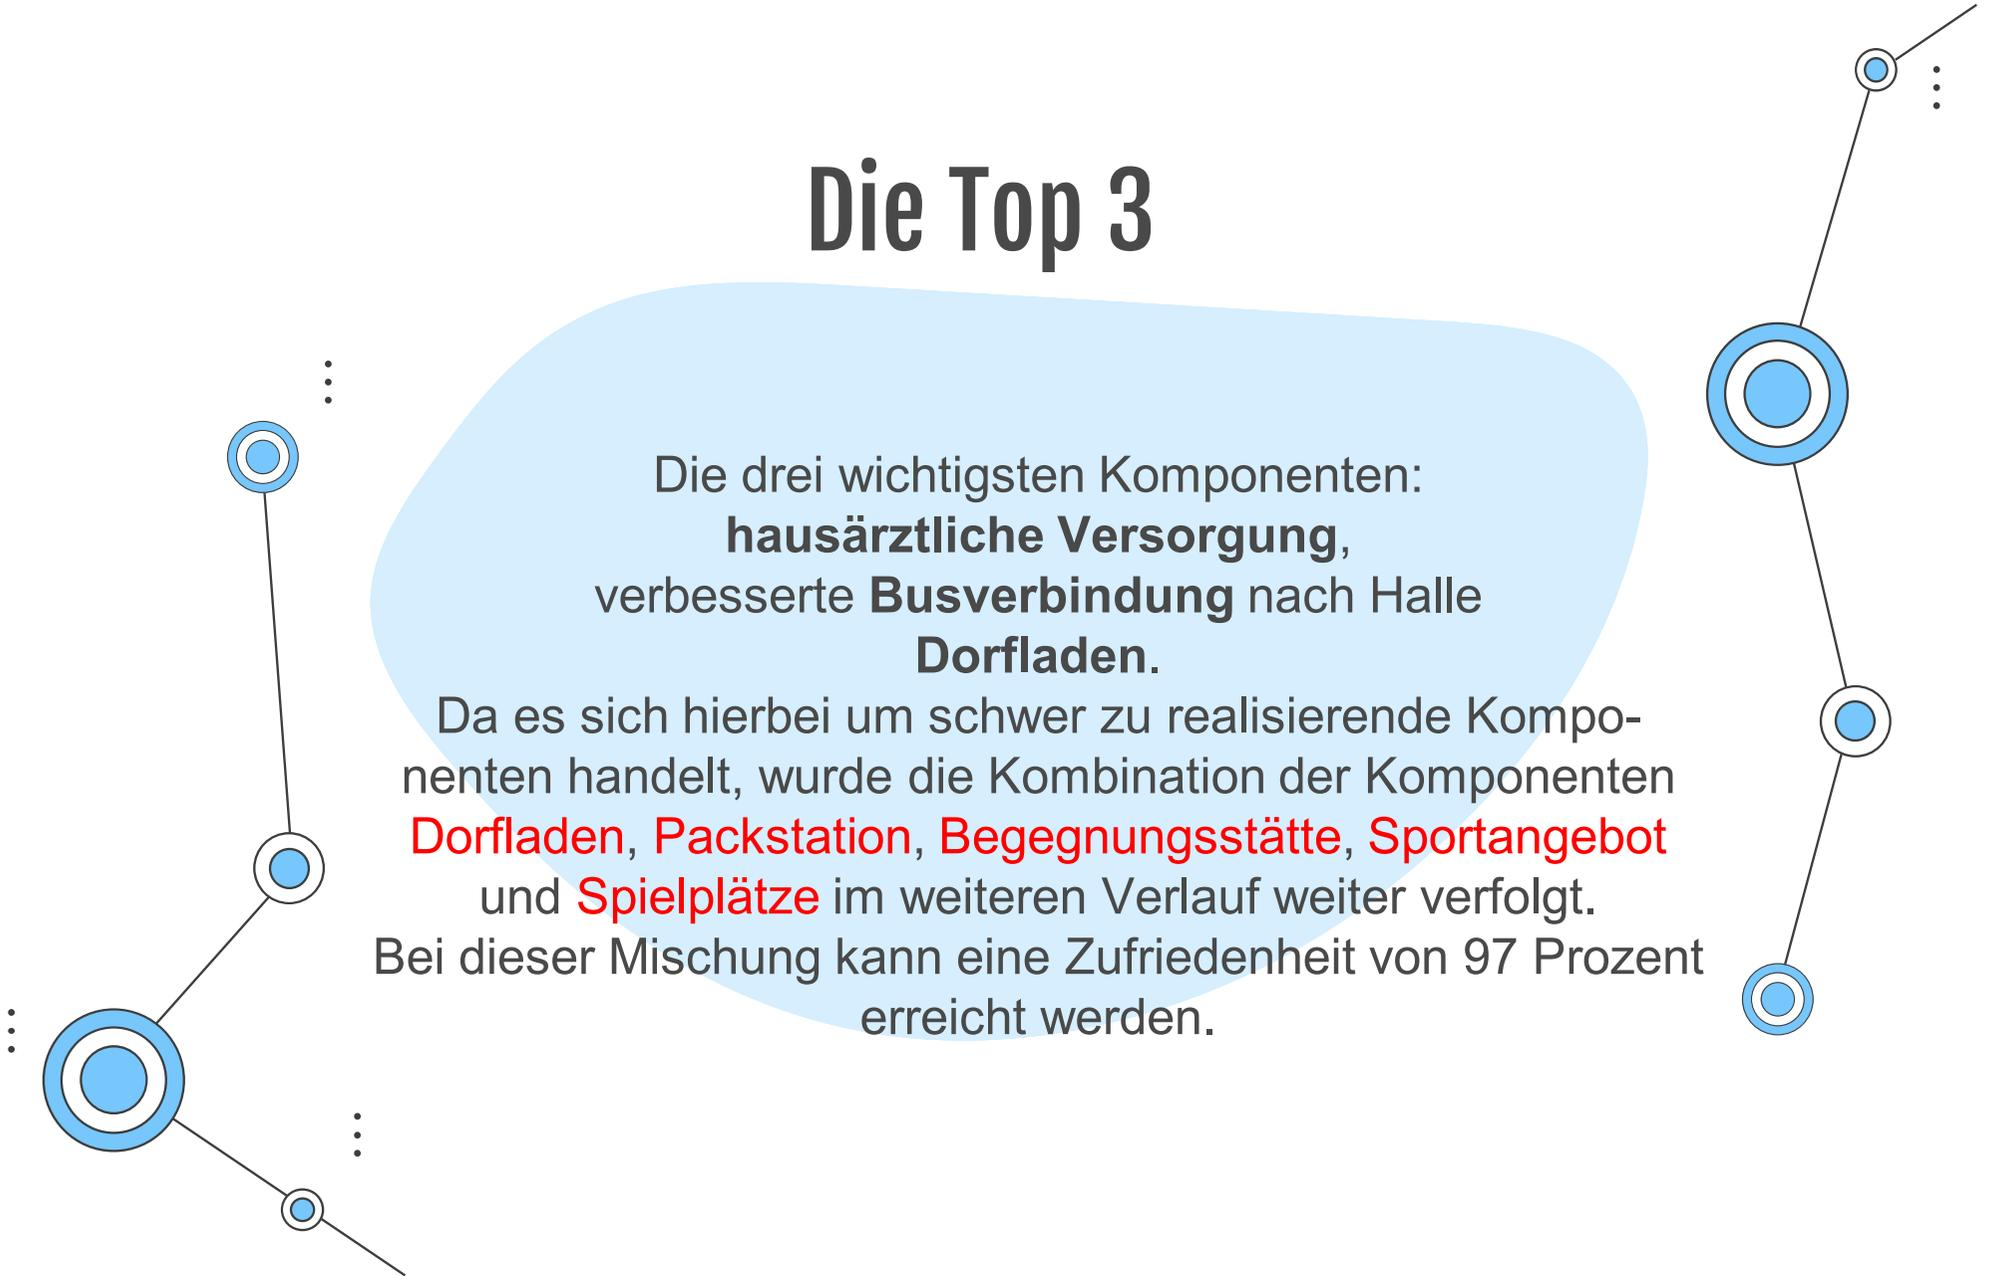 Die Top 3
Die drei wichtigsten Komponenten:
hausärztliche Versorgung,
verbesserte Busverbindung nach Halle
Dorfladen.
Da es sich hierbei um schwer zu realisierende Kompo-
nenten handelt, wurde die Kombination der Komponenten
Dorfladen, Packstation, Begegnungsstätte, Sportangebot
und Spielplätze im weiteren Verlauf weiter verfolgt.
Bei dieser Mischung kann eine Zufriedenheit von 97 Prozent
erreicht werden.